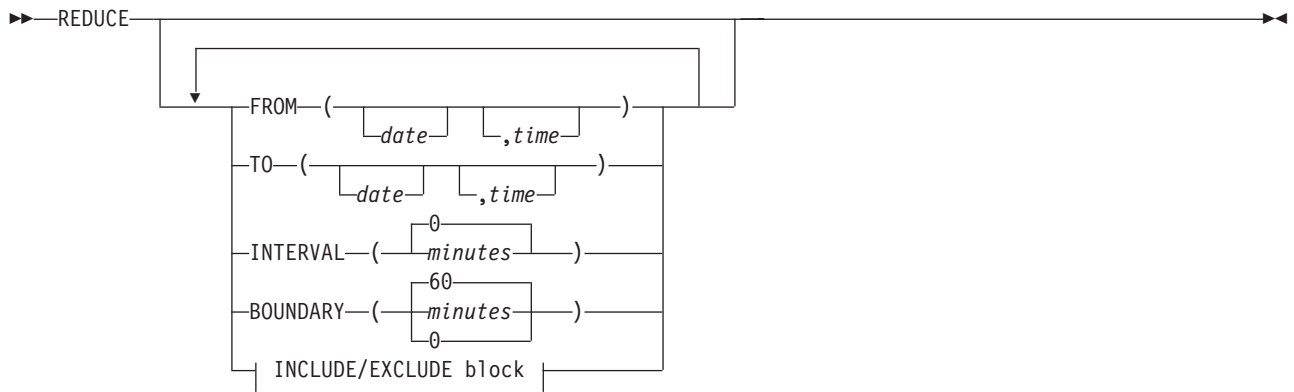 REDUCE
FROM ( date ,time )
TO ( date ,time )
0
INTERVAL ( minutes )
60
BOUNDARY ( minutes )
0
INCLUDE/EXCLUDE block